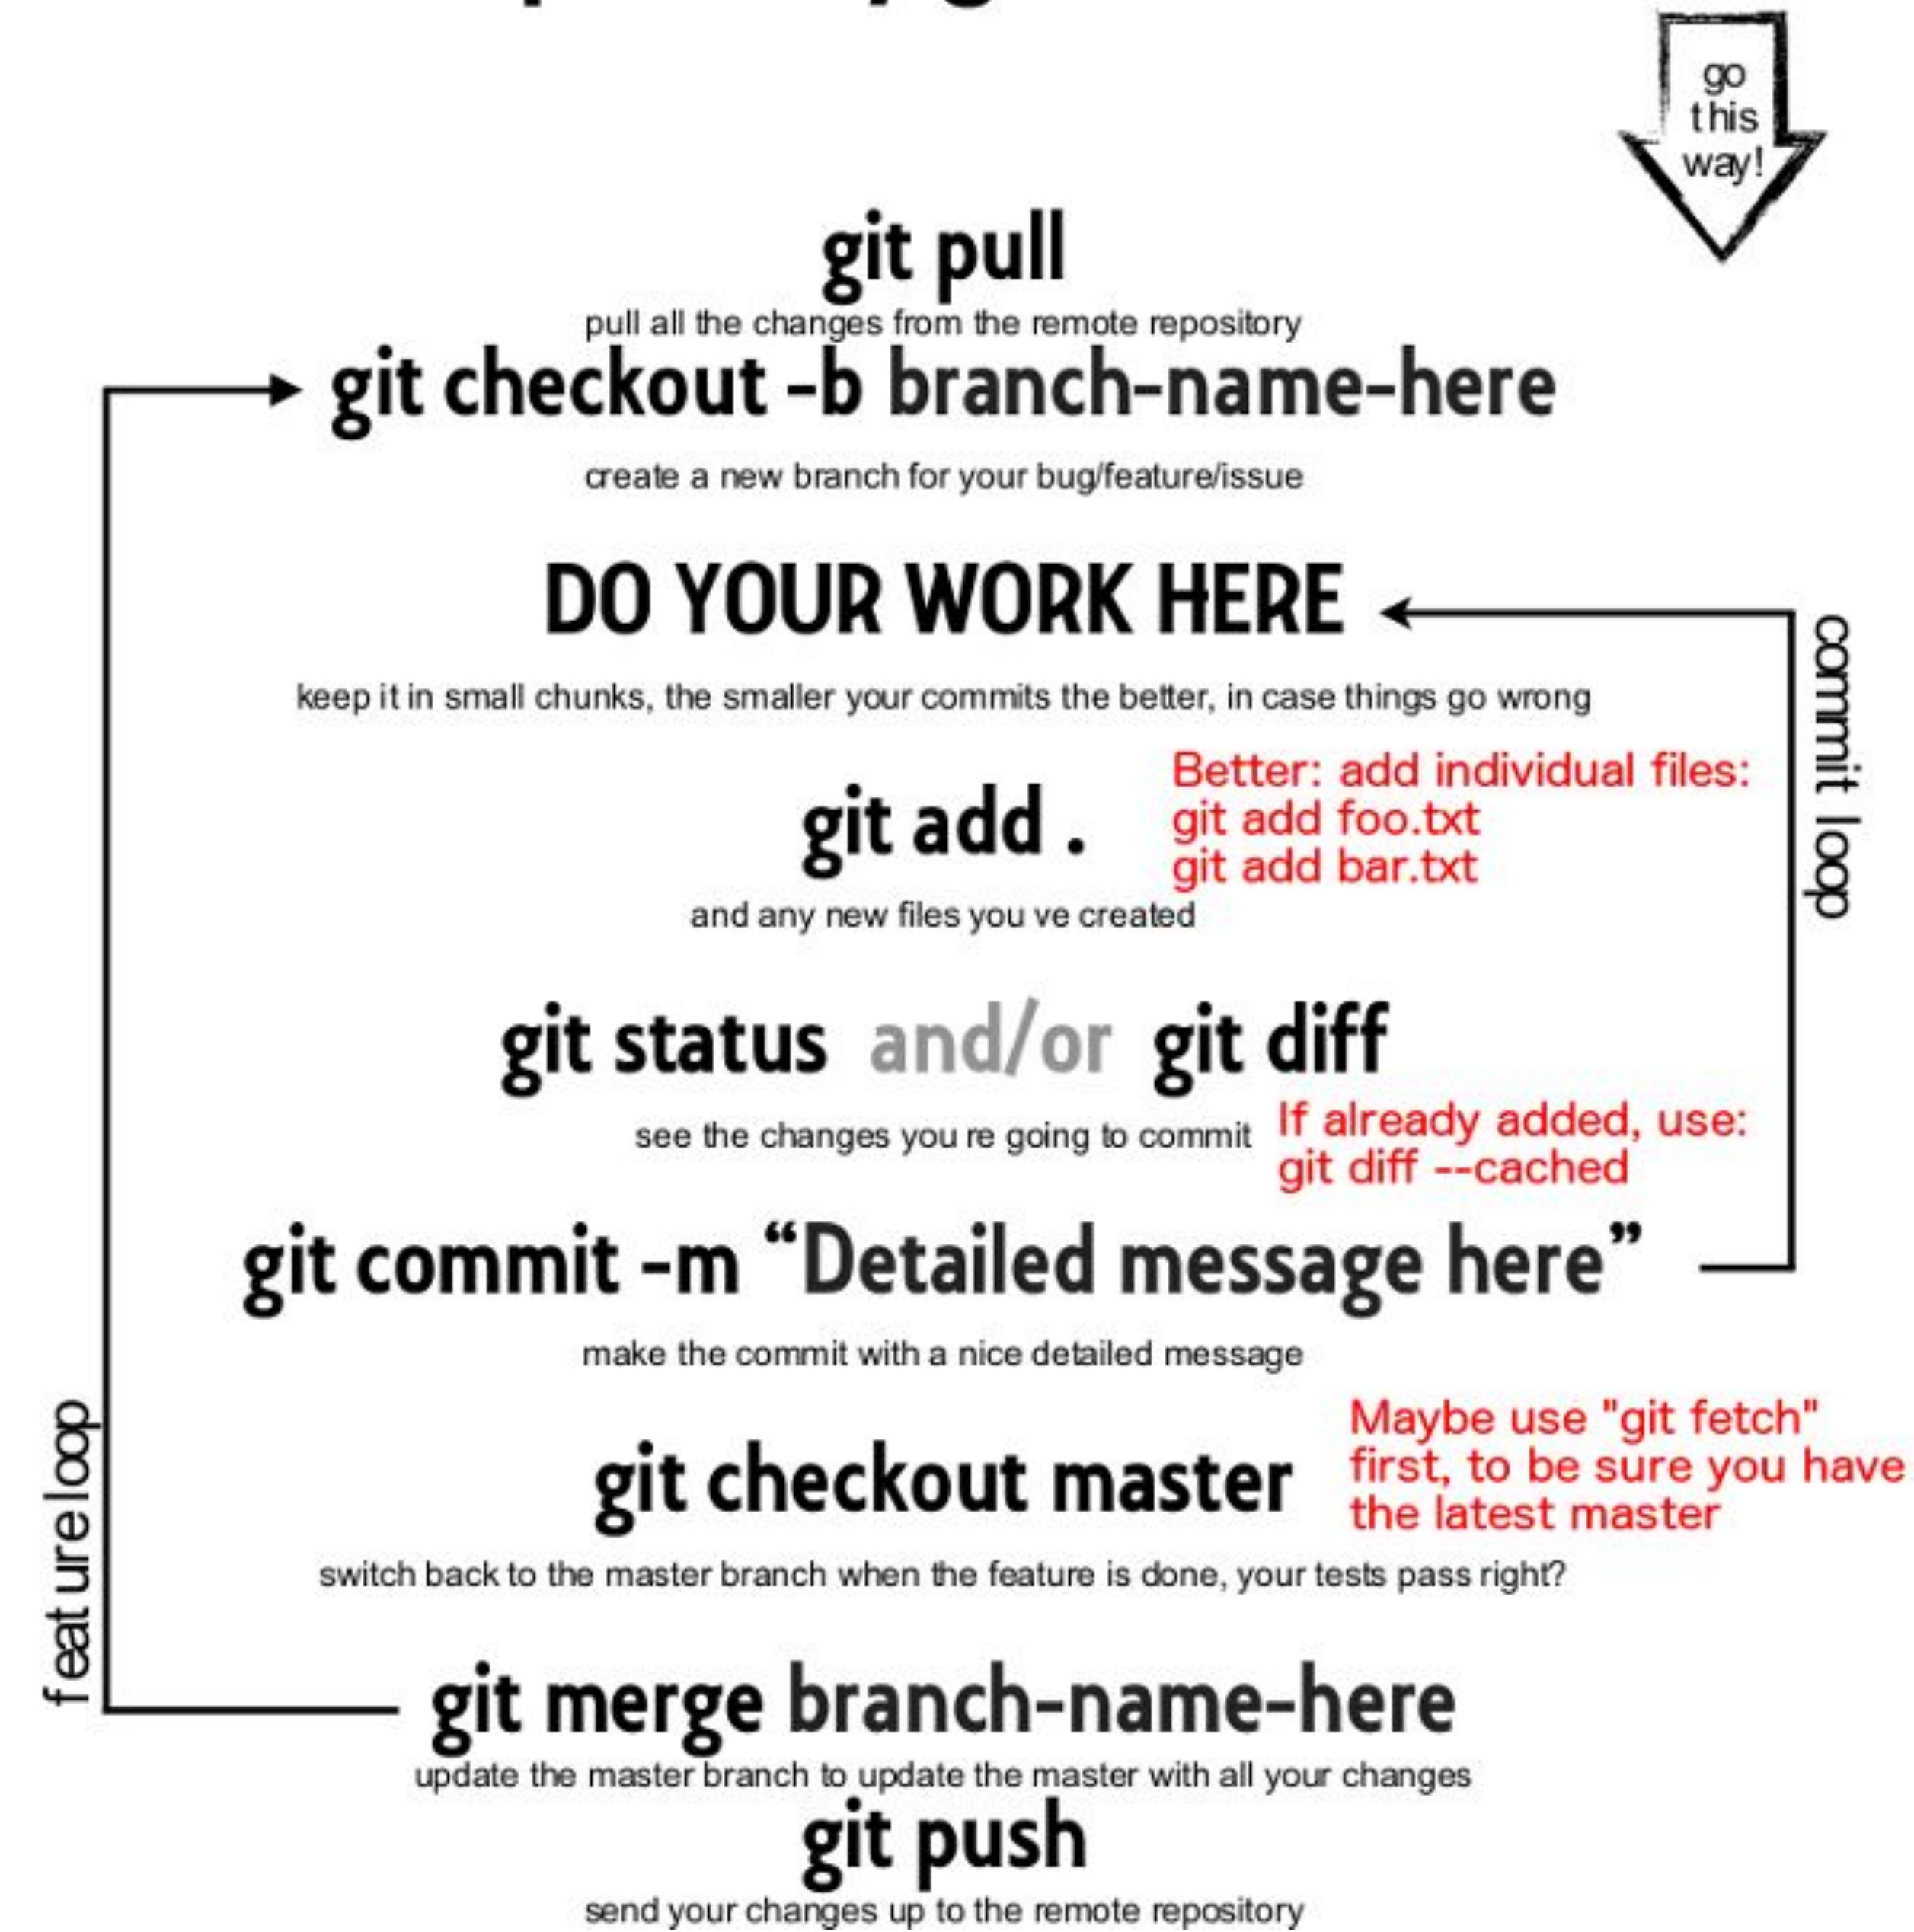 go
this
way!
git pull
pull all the changes from the remote repository
git checkout -b branch-name-here
create a new branch for your bug/feature/issue
DO YOUR WORK HERE
keep it in small chunks, the smaller your commits the better, in case things go wrong
Better: add individual files:
git add foo.txt
git add bar.txt
git add .
and any new files you ve created
git status and/or git diff
see the changes you re going to commit
If already added, use:
git diff --cached
git commit -m “Detailed message here”
make the commit with a nice detailed message
commit loop
Maybe use "git fetch"
first, to be sure you have
the latest master
git checkout master
switch back to the master branch when the feature is done, your tests pass right?
git merge branch-name-here
update the master branch to update the master with all your changes
feature loop
git push
send your changes up to the remote repository